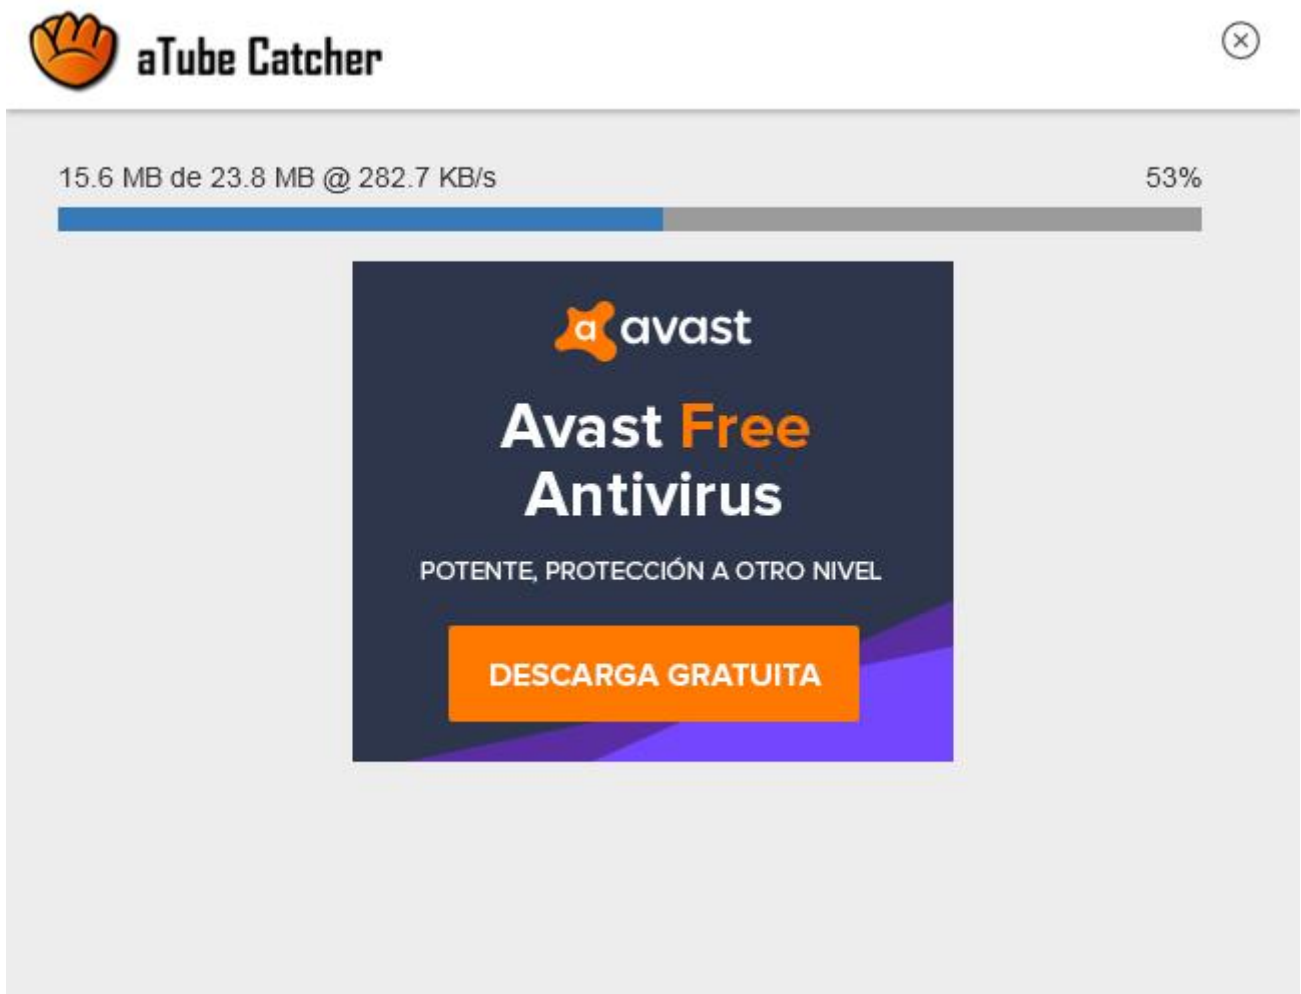 aTube Catcher
15.6 MB de 23.8 MB @ 282.7 KB/s
53%
a avast
Avast Free
Antivirus
POTENTE, PROTECCIÓN A OTRO NIVEL
DESCARGA GRATUITA